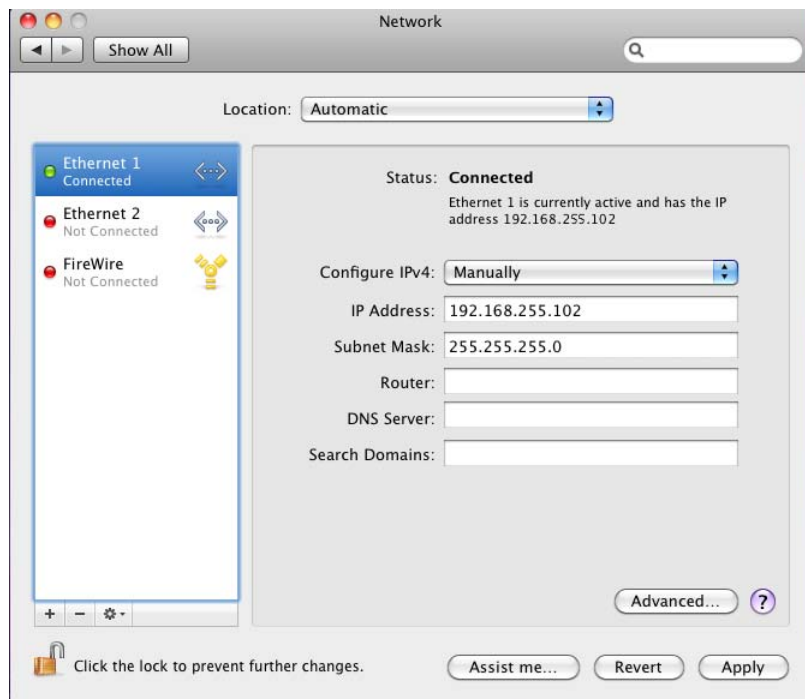 Network
Show All
Location: Automatic
Ethernet 1
Connected
Ethernet 2
Not Connected
FireWire
Not Connected
Status: Connected
Ethernet 1 is currently active and has the IP
address 192.168.255.102
Configure IPv4: Manually
IP Address: 192.168.255.102
Subnet Mask: 255.255.255.0
Router:
DNS Server:
Search Domains:
Advanced... ?
Click the lock to prevent further changes.
Assist me... Revert Apply